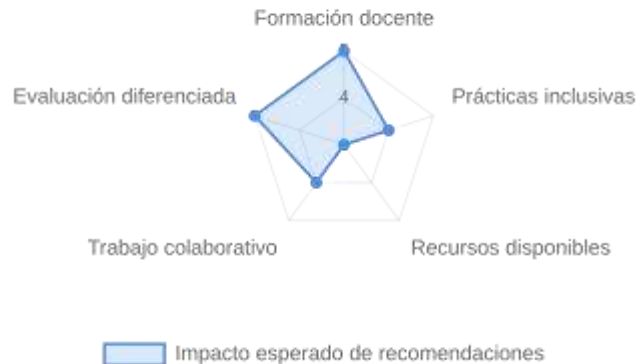 Formación docente
Evaluación diferenciada
4
Prácticas inclusivas
Trabajo colaborativo
Recursos disponibles
Impacto esperado de recomendaciones